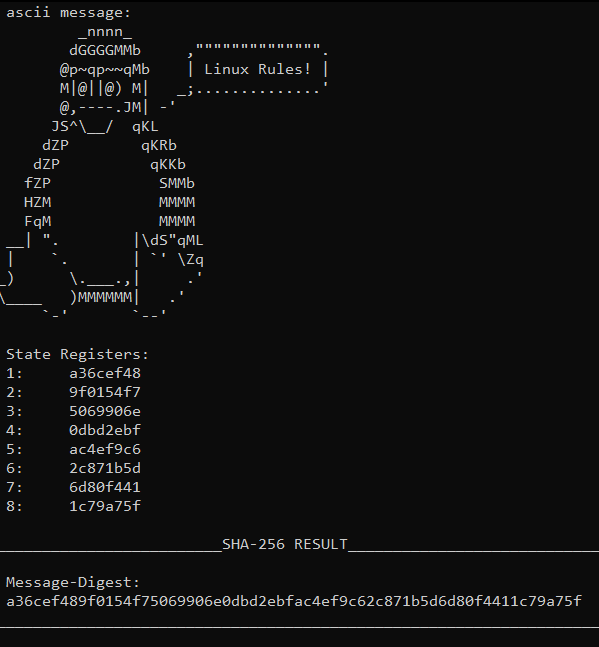 ascii message:
        _nnnn_
       dGGGGMMb     ,"""""""""""""".
      @p~qp~~qMb    | Linux Rules! |
      M|@||@) M|   _;..............'
      @,----.JM| -'
     JS^\__/  qKL
    dZP        qKRb
   dZP          qKKb
  fZP            SMMb
  HZM            MMMM
  FqM            MMMM
__| ".        |\dS"qML
|    `.       | `' \Zq
_)      \.___.,|     .'
\____   )MMMMMM|   .'
    `-'       `--'
State Registers:
1:     a36cef48
2:     9f0154f7
3:     5069906e
4:     0dbd2ebf
5:     ac4ef9c6
6:     2c871b5d
7:     6d80f441
8:     1c79a75f
_________________________SHA-256 RESULT____________________________
Message-Digest:
a36cef489f0154f75069906e0dbd2ebfac4ef9c62c871b5d6d80f4411c79a75f